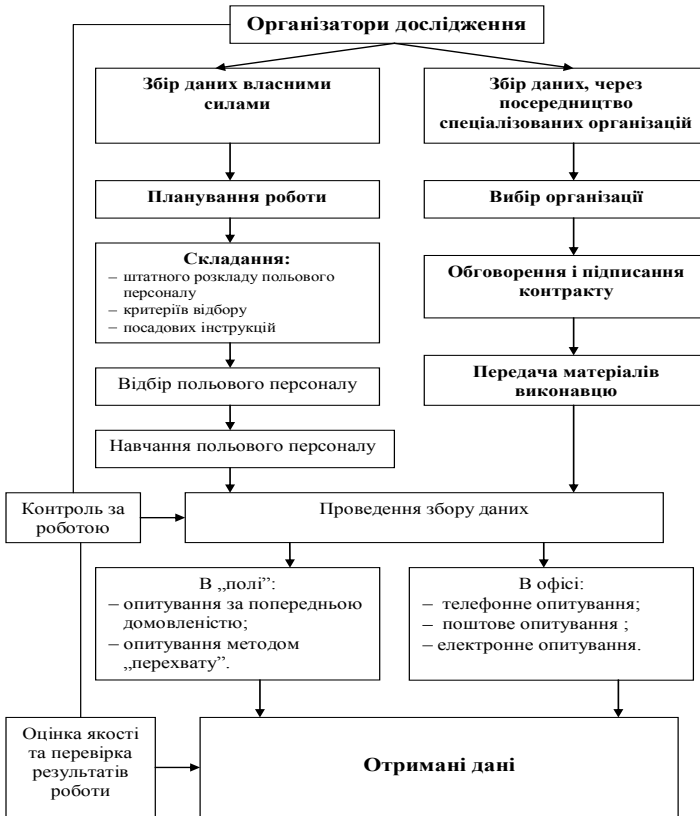 Організатори дослідження
Збір даних власними
силами
Збір даних, через
посередництво
спеціалізованих організацій
Планування роботи
Вибір організації
Складання:
– штатного розкладу польового
персоналу
– критеріїв відбору
– посадових інструкцій
Обговорення і підписання
контракту
Відбір польового персоналу
Передача матеріалів
виконавцю
Навчання польового персоналу
Контроль за
роботою
Проведення збору даних
В „полі”:
– опитування за попередньою
домовленістю;
– опитування методом
„перехвату”.
В офісі:
– телефонне опитування;
– поштове опитування ;
– електронне опитування.
Оцінка якості
та перевірка
результатів
роботи
Отримані дані